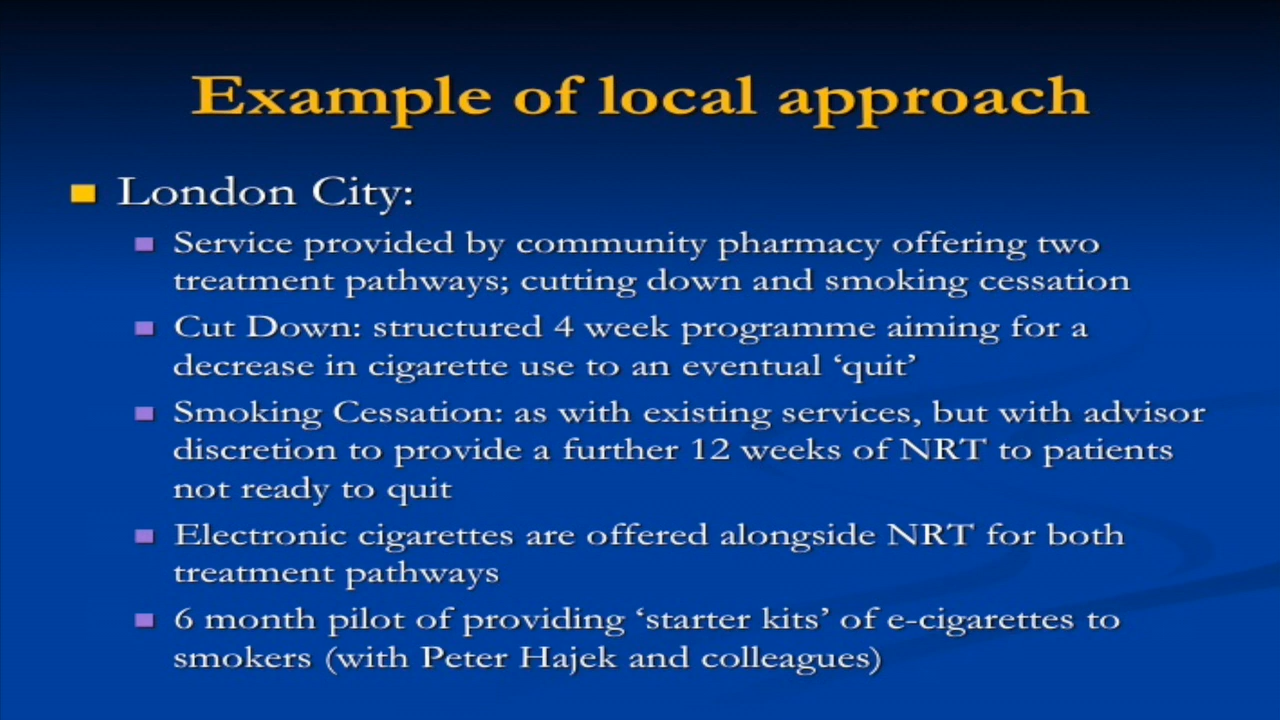 Example of local approach
London City:
Service provided by community pharmacy offering two
treatment pathways; cutting down and smoking cessation
Cut Down: structured 4 week programme aiming for a
decrease in cigarette use to an eventual ‘quit’
Smoking Cessation: as with existing services, but with advisor
discretion to provide a further 12 weeks of NRT to patients
not ready to quit
Electronic cigarettes are offered alongside NRT for both
treatment pathways
6 month pilot of providing ‘starter kits’ of e-cigarettes to
smokers (with Peter Hajek and colleagues)